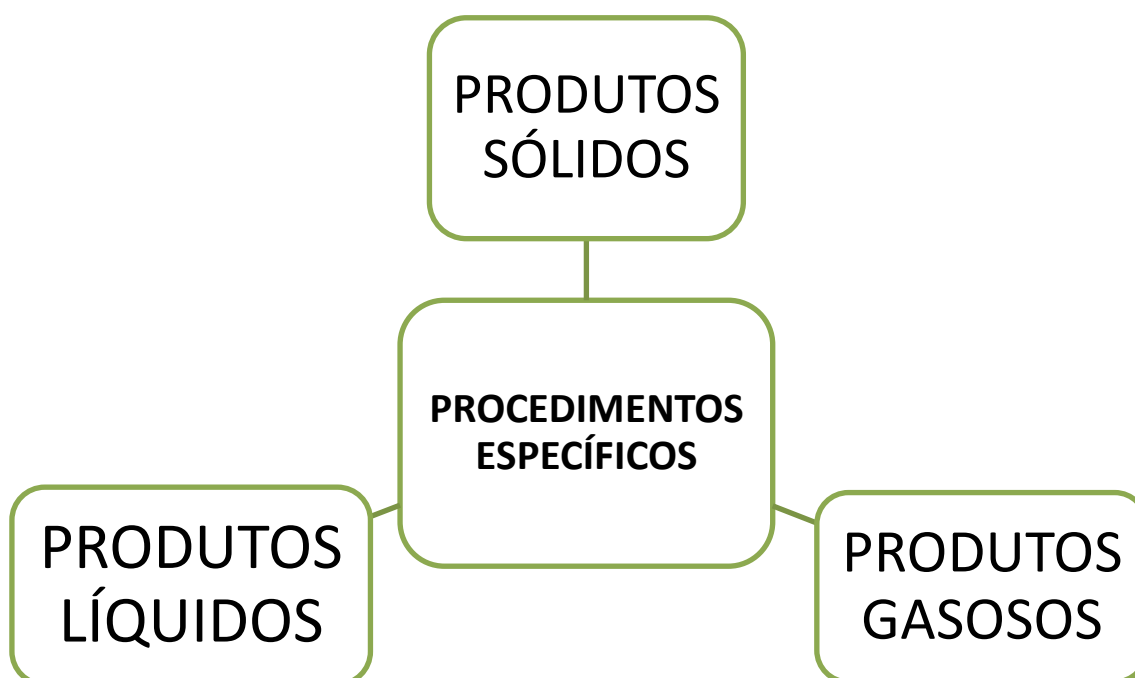 PRODUTOS
SÓLIDOS
PROCEDIMENTOS
ESPECÍFICOS
PRODUTOS
LÍQUIDOS
PRODUTOS
GASOSOS